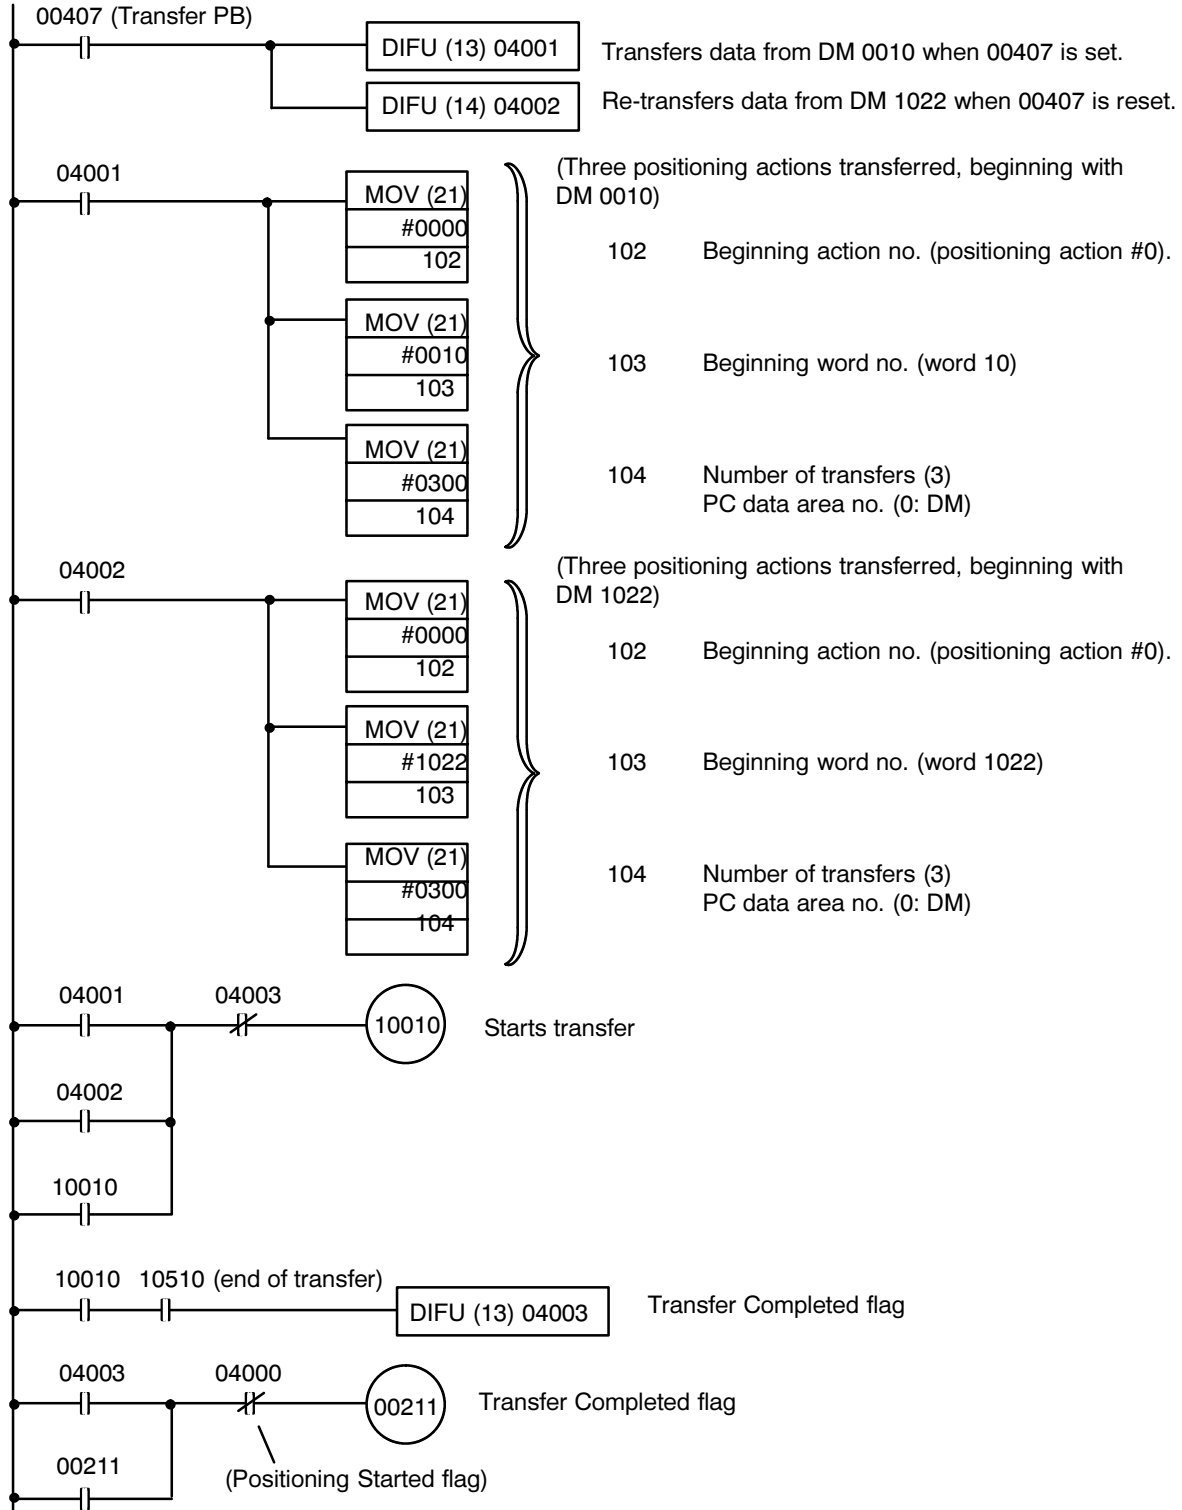 00407 (Transfer PB)
DIFU (13) 04001
Transfers data from DM 0010 when 00407 is set.
DIFU (14) 04002
Re-transfers data from DM 1022 when 00407 is reset.
04001
MOV (21)
#0000
102
(Three positioning actions transferred, beginning with
DM 0010)
102 Beginning action no. (positioning action #0).
MOV (21)
#0010
103
103 Beginning word no. (word 10)
MOV (21)
#0300
104
104 Number of transfers (3)
PC data area no. (0: DM)
04002
MOV (21)
#0000
102
(Three positioning actions transferred, beginning with
DM 1022)
102 Beginning action no. (positioning action #0).
MOV (21)
#1022
103
103 Beginning word no. (word 1022)
MOV (21)
#0300
104
104 Number of transfers (3)
PC data area no. (0: DM)
04001 04003
10010 Starts transfer
04002
10010
10010 10510 (end of transfer)
DIFU (13) 04003 Transfer Completed flag
04003 04000
00211 Transfer Completed flag
00211
(Positioning Started flag)